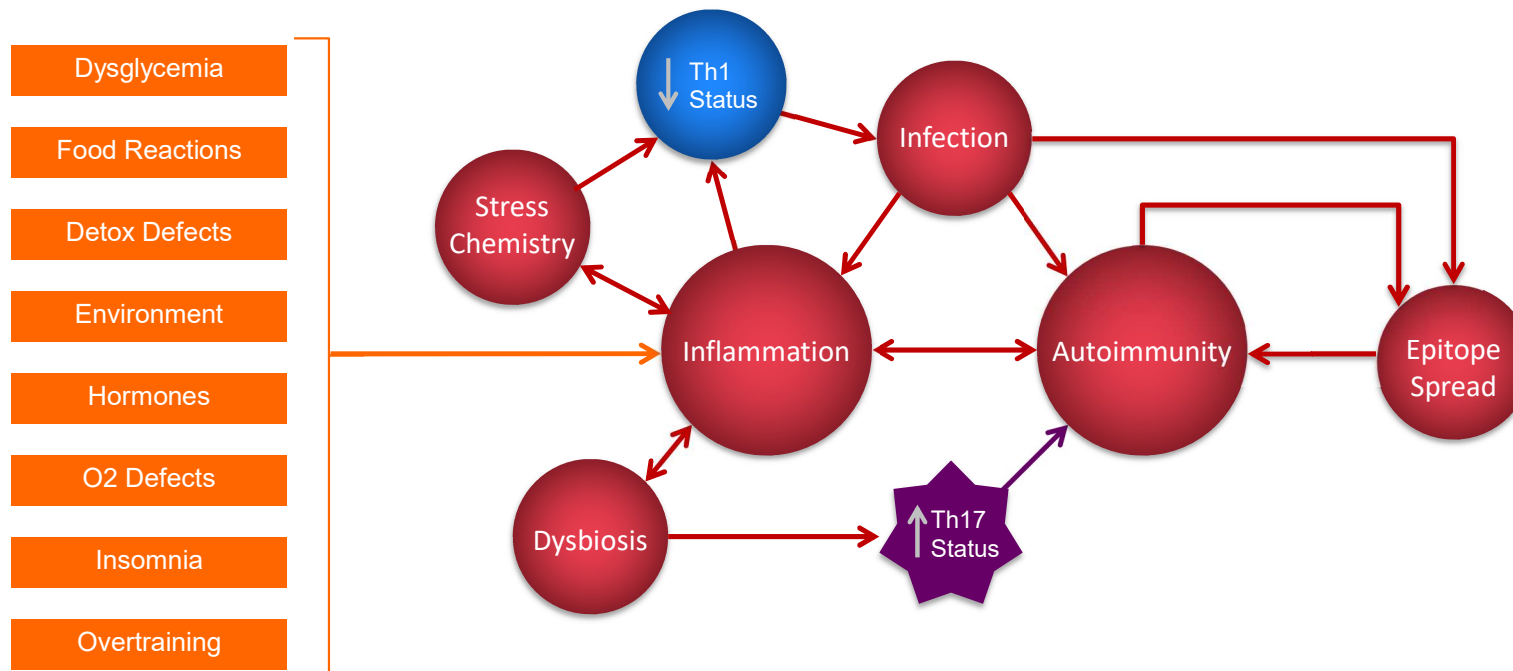 Dysglycemia
Food Reactions
Detox Defects
Environment
Hormones
O2 Defects
Insomnia
Overtraining
Th1
Status
Infection
Stress
Chemistry
Inflammation
Autoimmunity
Epitope
Spread
Dysbiosis
Th17
Status